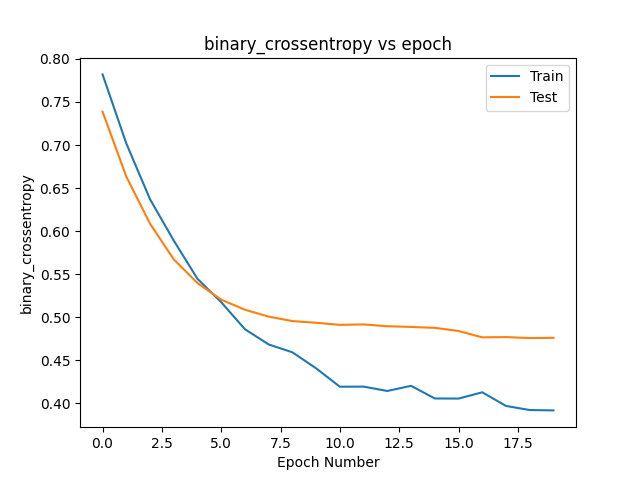 binary_crossentropy vs epoch
Train
Test
binary_crossentropy
0.80
0.75
0.70
0.65
0.60
0.55
0.50
0.45
0.40
0.0 2.5 5.0 7.5 10.0 12.5 15.0 17.5
Epoch Number